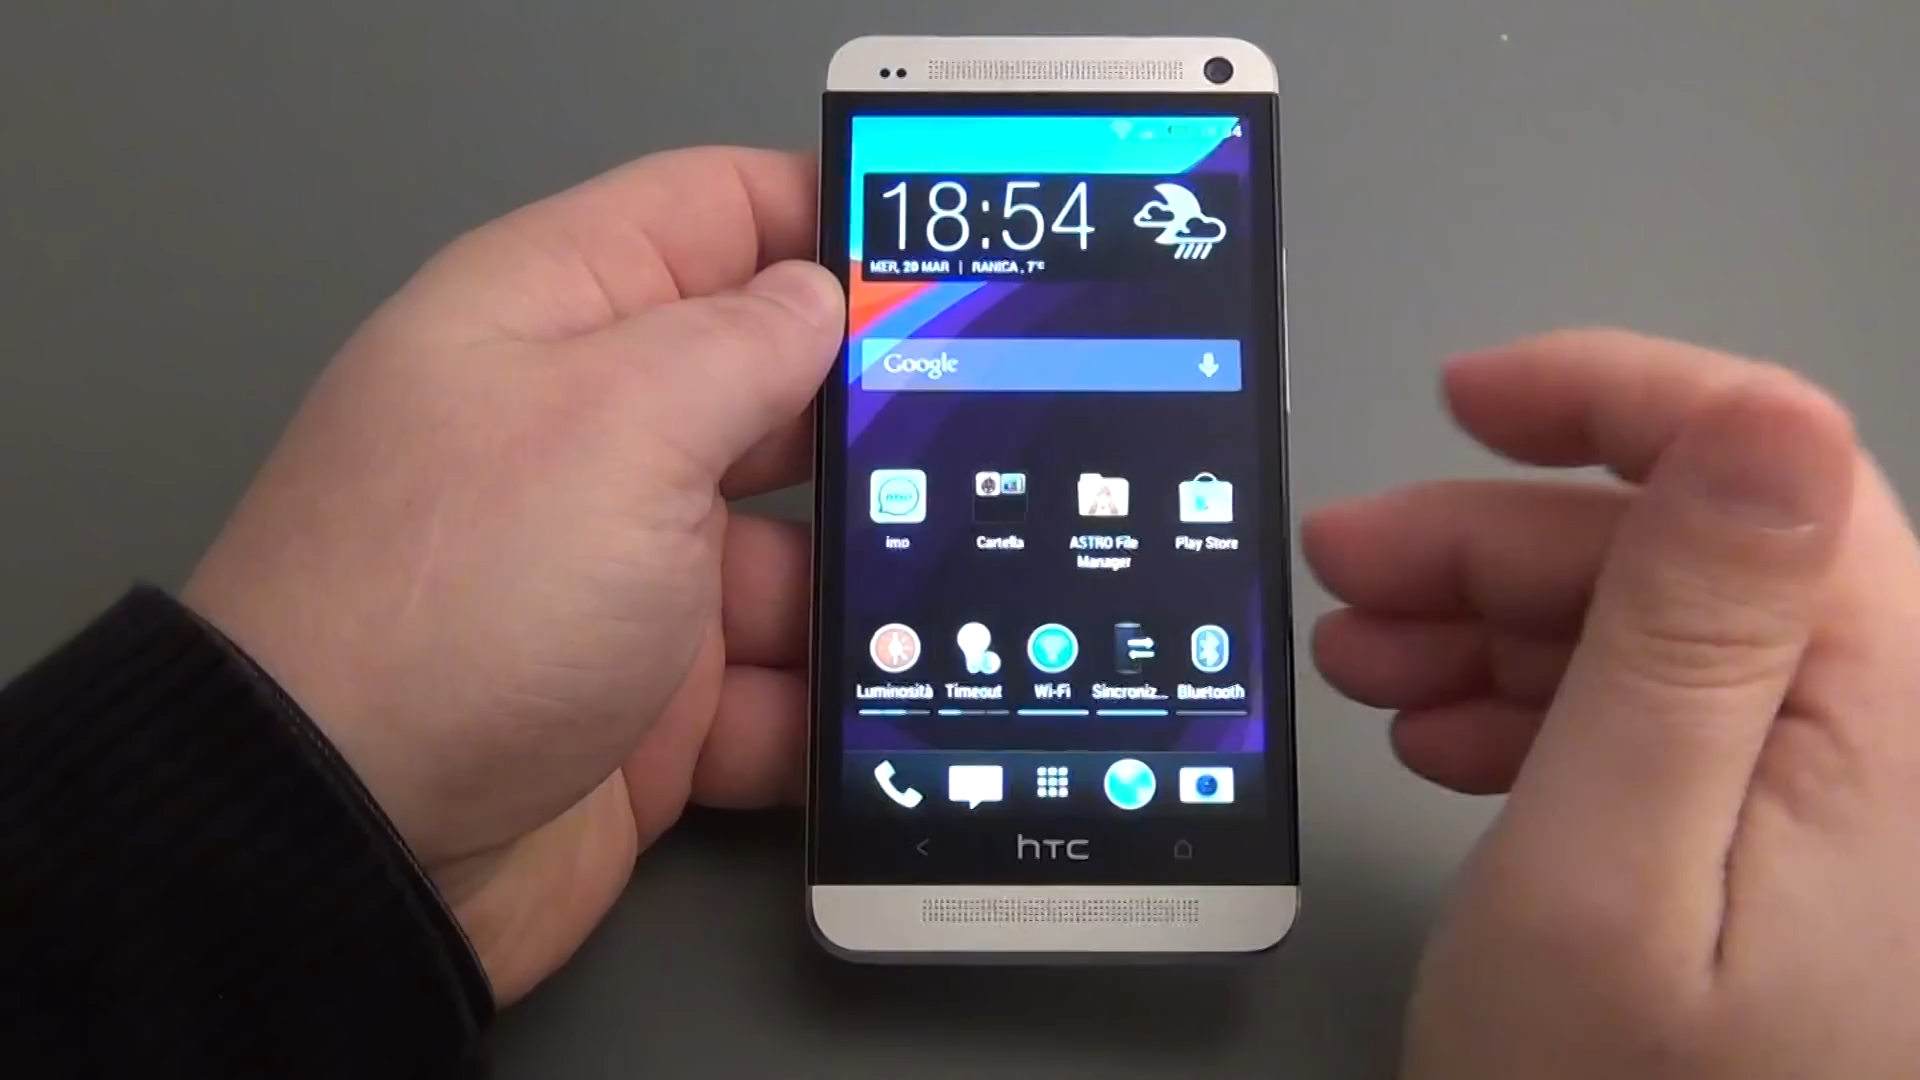 18:54
MER, 20 MAR | RANICA, 7°C
Google
imo
imo
Cartella
ASTRO File
Manager
Play Store
Luminosità
Timeout
Wi-Fi
Sincroniz...
Bluetooth
hTC